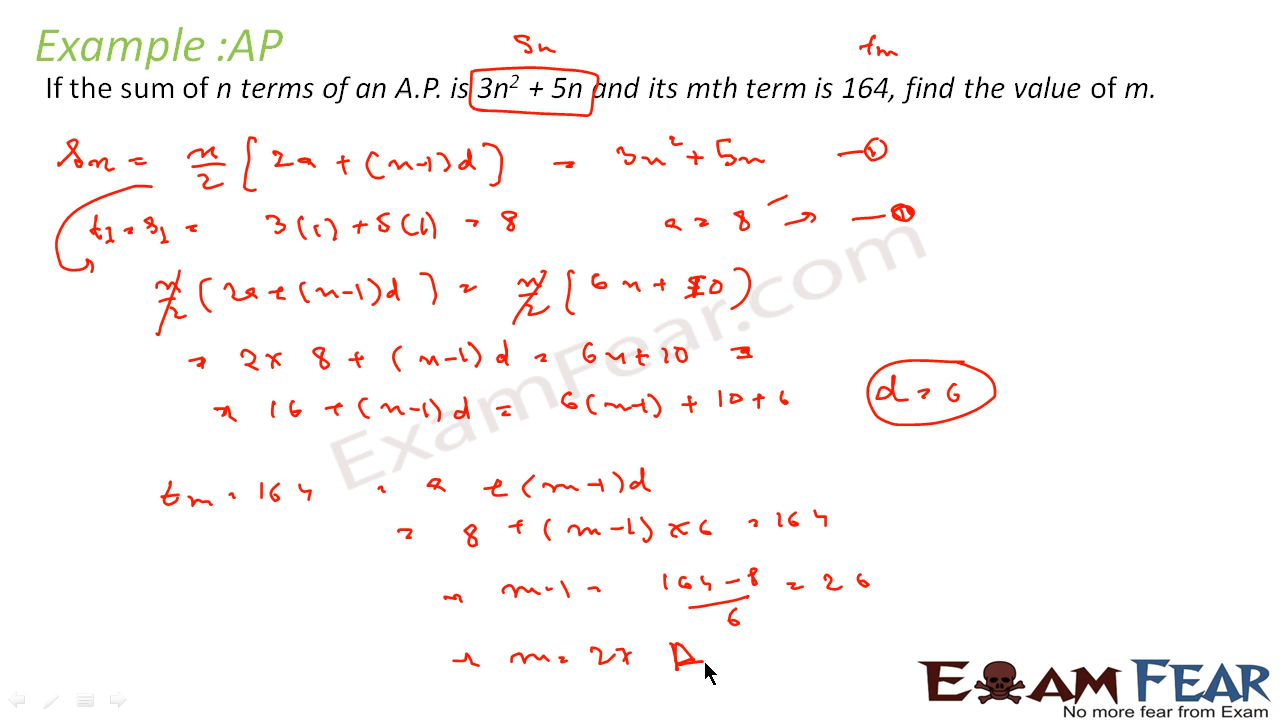 Example :AP
Sn
tm
If the sum of n terms of an A.P. is 3n² + 5n and its mth term is 164, find the value of m.
Sn = n/2 [2a + (n-1)d] = 3n² + 5n —①
t1 = S1 = 3(1) + 5(1) = 8 a = 8 → —
n/2 (2a + (n-1)d) = n/2 [6n + 10)
= 2x 8 + (n-1)d = 6n + 10 =
16 + (n-1)d = 6(n-1) + 10 + 6 d = 6
tm = 164 = a + (m-1)d
= 8 + (m-1) x 6 = 164
→ m-1 = 164-8/6 = 26
→ m = 27
ExamFear.com
EXAM FEAR
No more fear from Exam